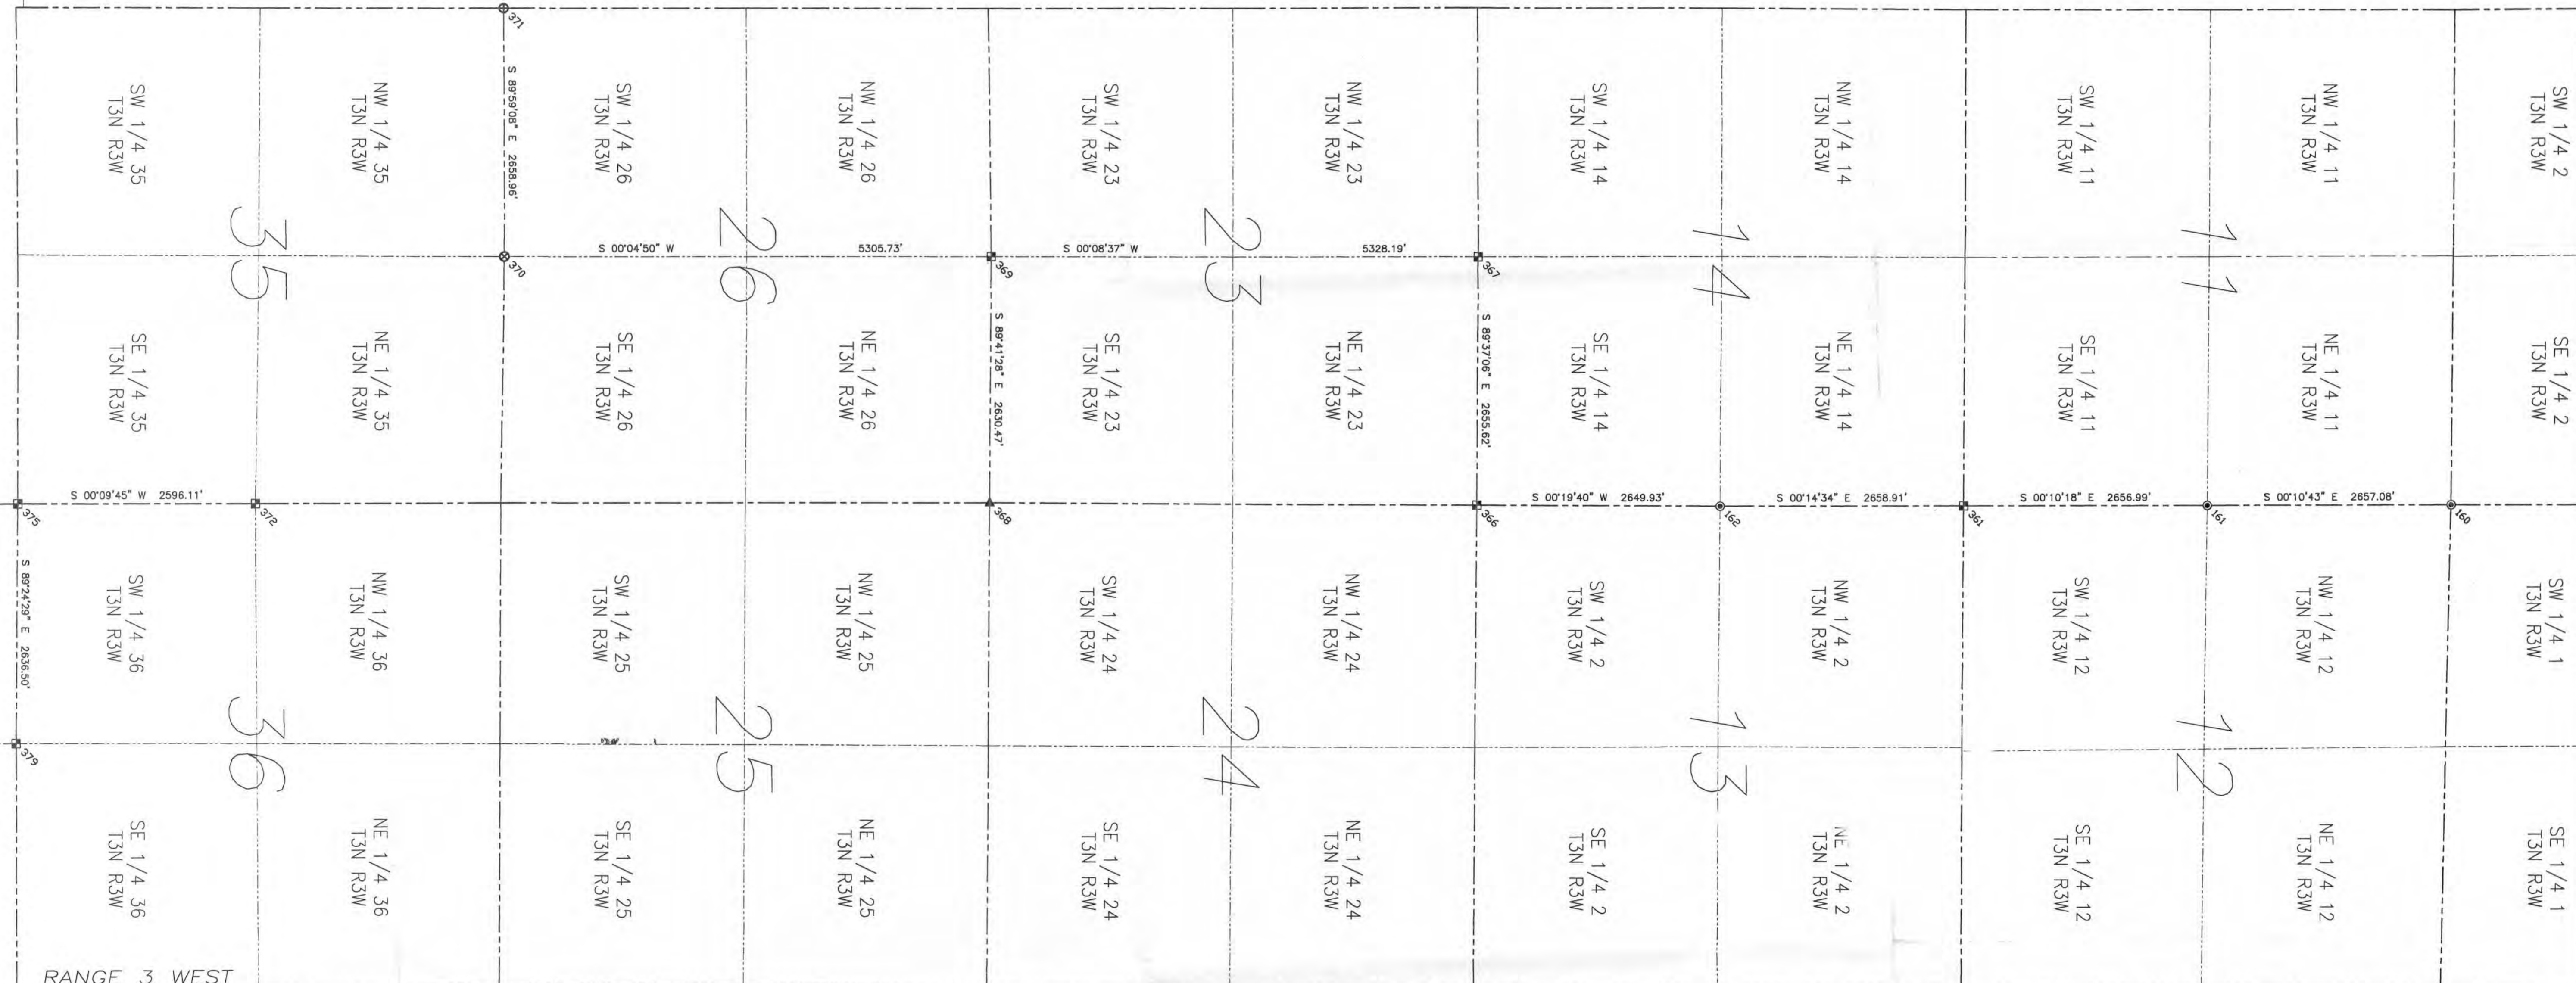 371
S 89°59'08" E 2658.96'
SW 1/4 35
T3N R3W
NW 1/4 35
T3N R3W
SW 1/4 26
T3N R3W
NW 1/4 26
T3N R3W
SW 1/4 23
T3N R3W
NW 1/4 23
T3N R3W
SW 1/4 14
T3N R3W
NW 1/4 14
T3N R3W
SW 1/4 11
T3N R3W
NW 1/4 11
T3N R3W
SW 1/4 2
T3N R3W
35
26
23
14
11
S 00°04'50" W 5305.73'
S 00°08'37" W 5328.19'
370
369
367
S 89°41'28" E 2630.47'
S 89°37'06" E 2655.62'
SE 1/4 35
T3N R3W
NE 1/4 35
T3N R3W
SE 1/4 26
T3N R3W
NE 1/4 26
T3N R3W
SE 1/4 23
T3N R3W
NE 1/4 23
T3N R3W
SE 1/4 14
T3N R3W
NE 1/4 14
T3N R3W
SE 1/4 11
T3N R3W
NE 1/4 11
T3N R3W
SE 1/4 2
T3N R3W
S 00°09'45" W 2596.11'
S 00°19'40" W 2649.93'
S 00°14'34" E 2658.91'
S 00°10'18" E 2656.99'
S 00°10'43" E 2657.08'
375
372
368
366
162
361
161
160
S 89°24'29" E 2636.50'
SW 1/4 36
T3N R3W
NW 1/4 36
T3N R3W
SW 1/4 25
T3N R3W
NW 1/4 25
T3N R3W
SW 1/4 24
T3N R3W
NW 1/4 24
T3N R3W
SW 1/4 2
T3N R3W
NW 1/4 2
T3N R3W
SW 1/4 12
T3N R3W
NW 1/4 12
T3N R3W
SW 1/4 1
T3N R3W
36
25
24
13
12
379
SE 1/4 36
T3N R3W
NE 1/4 36
T3N R3W
SE 1/4 25
T3N R3W
NE 1/4 25
T3N R3W
SE 1/4 24
T3N R3W
NE 1/4 24
T3N R3W
SE 1/4 2
T3N R3W
NE 1/4 2
T3N R3W
SE 1/4 12
T3N R3W
NE 1/4 12
T3N R3W
SE 1/4 1
T3N R3W
RANGE 3 WEST